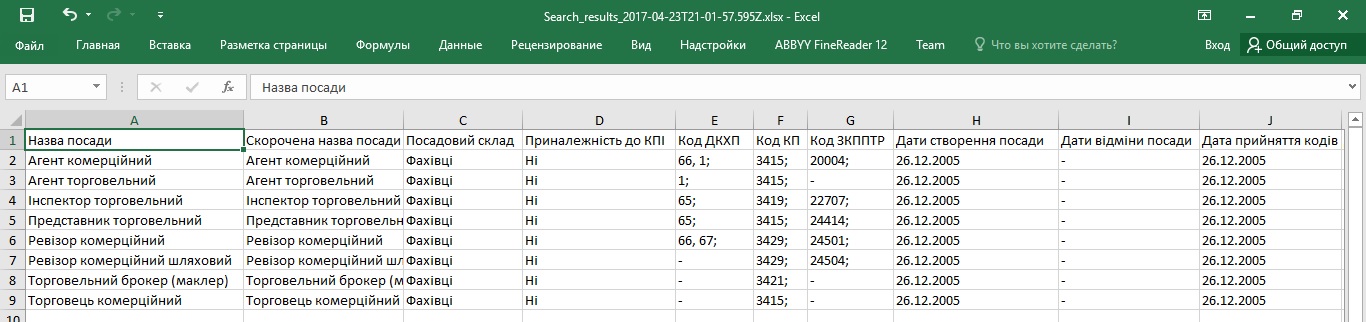 Search_results_2017-04-23T21-01-57.595Z.xlsx - Excel
Файл Главная Вставка Разметка страницы Формулы Данные Рецензирование Вид Надстройки ABBYY FineReader 12 Team Что вы хотите сделать? Вход Общий доступ
A1 fx Назва посади
A B C D E F G H I J
1 Назва посади Скорочена назва посади Посадовий склад Приналежність до КПІ Код ДКХП Код КП Код ЗКППТР Дати створення посади Дати відміни посади Дата прийняття кодів
2 Агент комерційний Агент комерційний Фахівці Ні 66, 1; 3415; 20004; 26.12.2005 - 26.12.2005
3 Агент торговельний Агент торговельний Фахівці Ні 1; 3415; - 26.12.2005 - 26.12.2005
4 Інспектор торговельний Інспектор торговельний Фахівці Ні 65; 3419; 22707; 26.12.2005 - 26.12.2005
5 Представник торговельний Представник торговельн Фахівці Ні 65; 3415; 24414; 26.12.2005 - 26.12.2005
6 Ревізор комерційний Ревізор комерційний Фахівці Ні 66, 67; 3429; 24501; 26.12.2005 - 26.12.2005
7 Ревізор комерційний шляховий Ревізор комерційний шл Фахівці Ні - 3429; 24504; 26.12.2005 - 26.12.2005
8 Торговельний брокер (маклер) Торговельний брокер (м Фахівці Ні - 3421; - 26.12.2005 - 26.12.2005
9 Торговець комерційний Торговець комерційний Фахівці Ні - 3415; - 26.12.2005 - 26.12.2005
10